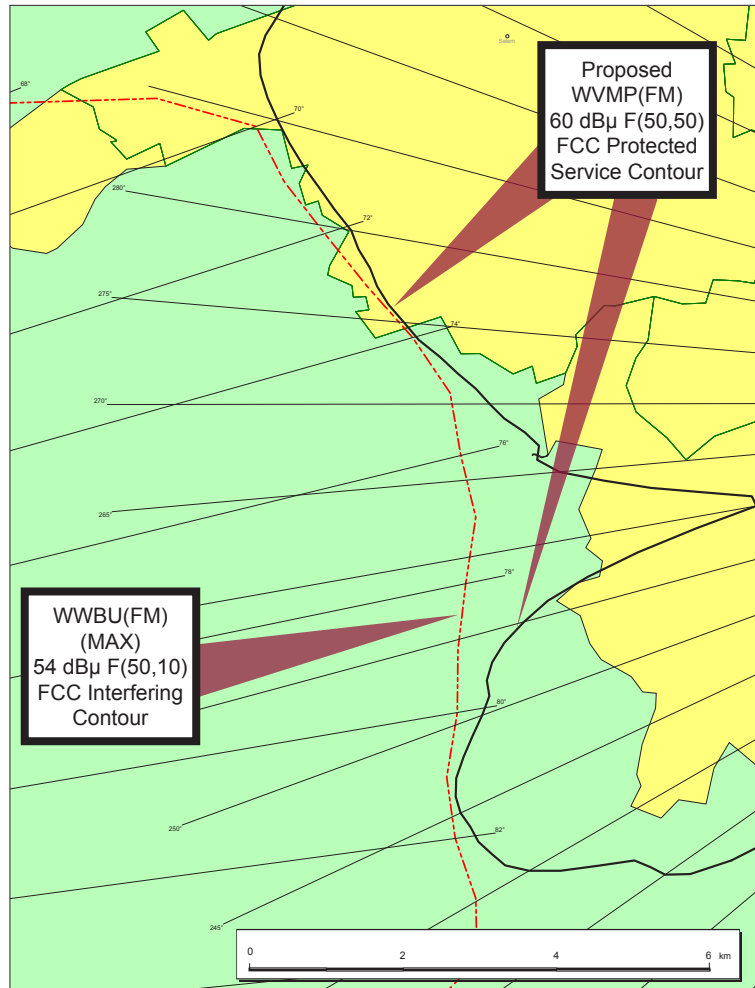 Salem
Proposed
WVMP(FM)
60 dBµ F(50,50)
FCC Protected
Service Contour
68°
70°
280°
72°
275°
74°
270°
76°
265°
78°
WWBU(FM)
(MAX)
54 dBµ F(50,10)
FCC Interfering
Contour
80°
250°
82°
245°
0 2 4 6 km